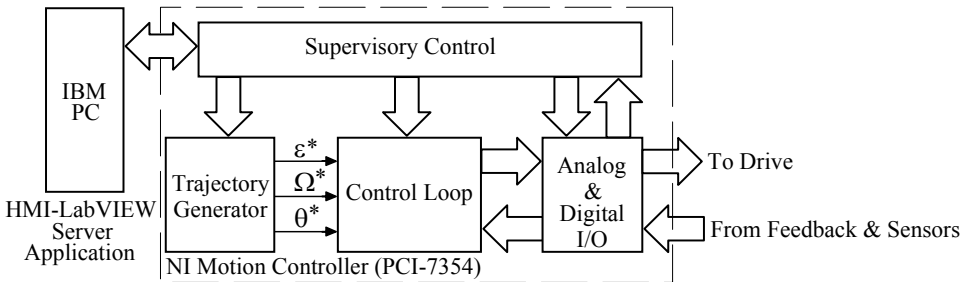 Supervisory Control
IBM
PC
HMI-LabVIEW
Server
Application
Trajectory
Generator
ε*
Ω*
θ*
Control Loop
Analog
&
Digital
I/O
To Drive
From Feedback & Sensors
NI Motion Controller (PCI-7354)